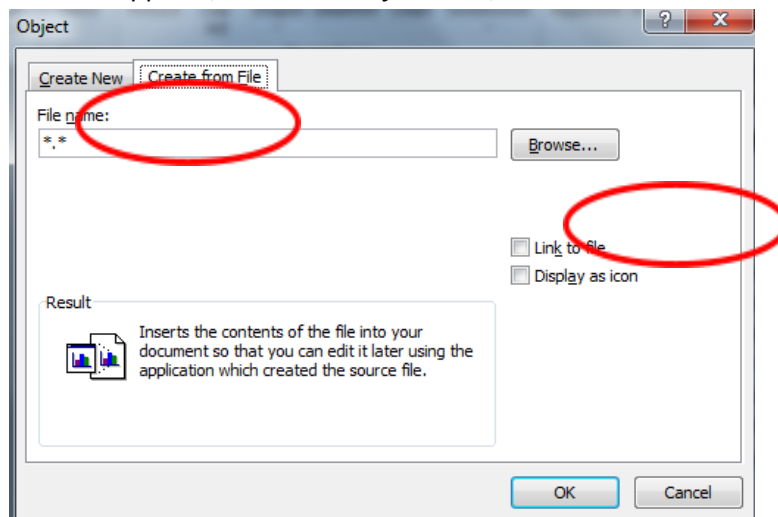 Object
Create New Create from File
File name:
*.*
Browse...
Link to file
Display as icon
Result
Inserts the contents of the file into your
document so that you can edit it later using the
application which created the source file.
OK Cancel